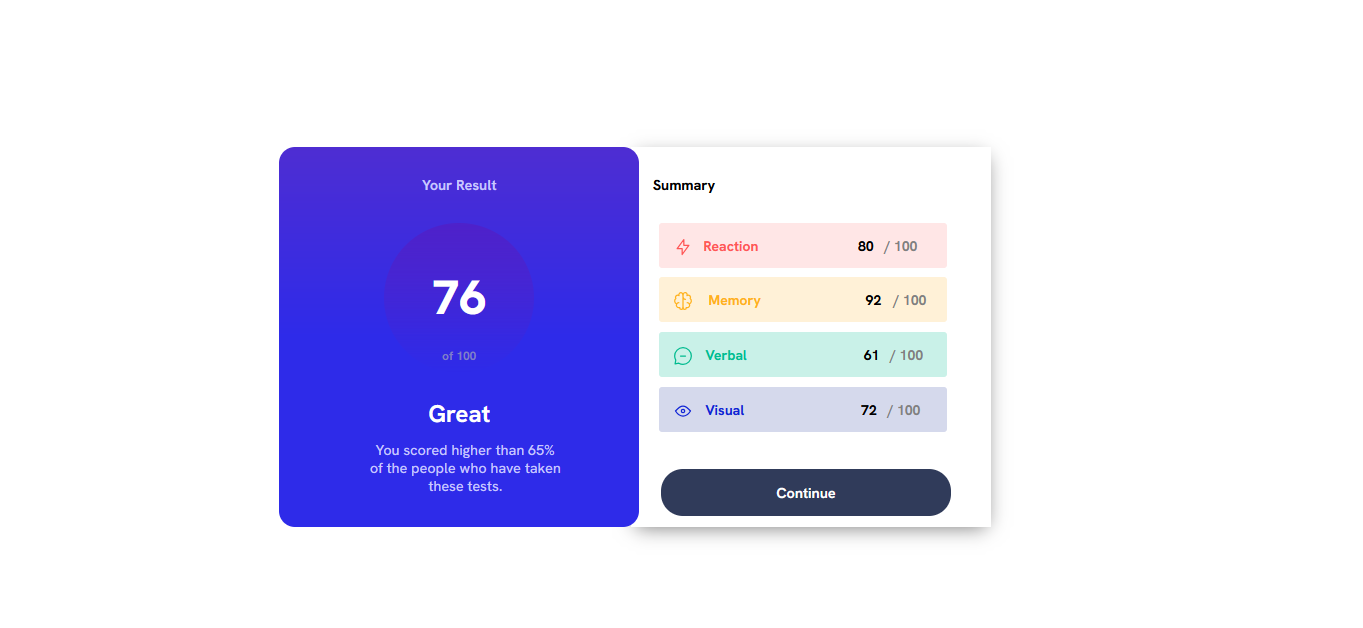 Your Result
76
of 100
Great
You scored higher than 65%
of the people who have taken
these tests.
Summary
Reaction 80 / 100
Memory 92 / 100
Verbal 61 / 100
Visual 72 / 100
Continue